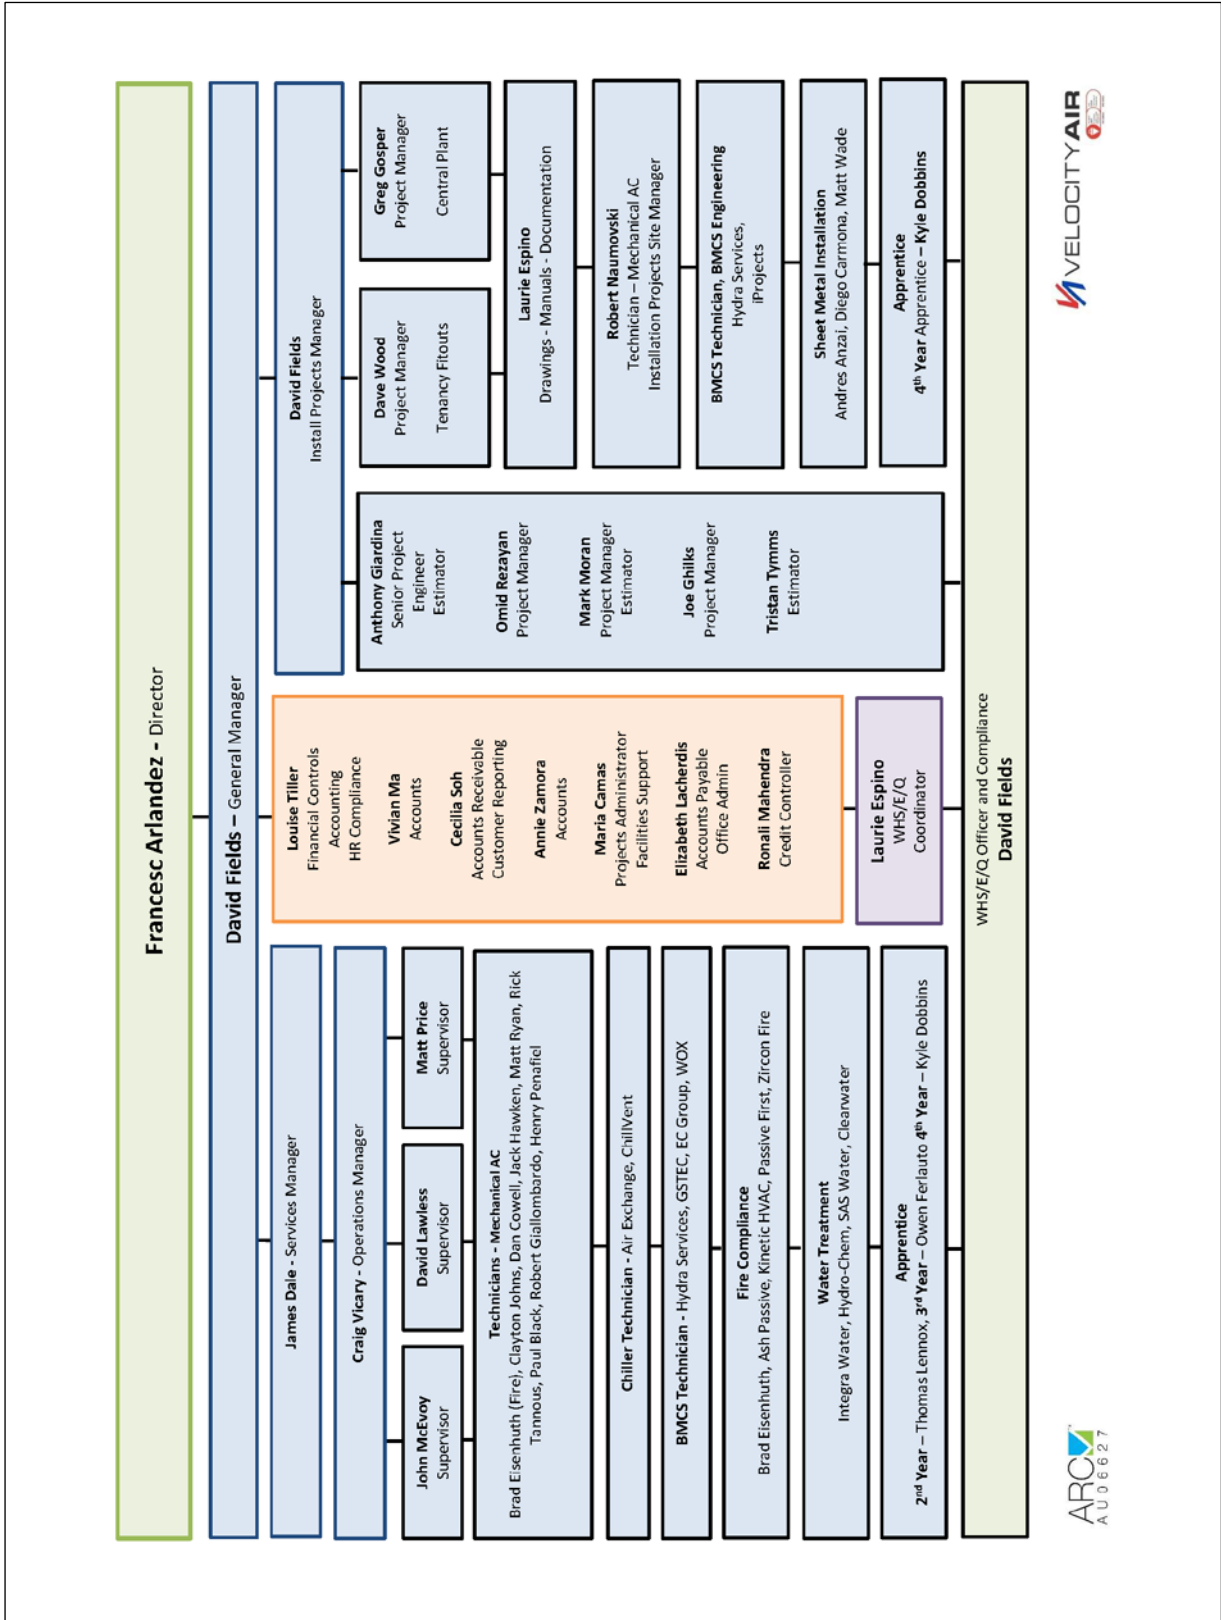 Francesc Arlandez - Director
David Fields – General Manager
James Dale - Services Manager
Craig Vicary - Operations Manager
John McEvoy
Supervisor
David Lawless
Supervisor
Matt Price
Supervisor
Technicians - Mechanical AC
Brad Eisenhuth (Fire), Clayton Johns, Dan Cowell, Jack Hawken, Matt Ryan, Rick
Tannous, Paul Black, Robert Giallombardo, Henry Penafiel
Chiller Technician - Air Exchange, ChillVent
BMCS Technician - Hydra Services, GSTEC, EC Group, WOX
Fire Compliance
Brad Eisenhuth, Ash Passive, Kinetic HVAC, Passive First, Zircon Fire
Water Treatment
Integra Water, Hydro-Chem, SAS Water, Clearwater
Apprentice
2nd Year – Thomas Lennox, 3rd Year – Owen Ferlauto 4th Year – Kyle Dobbins
Louise Tiller
Financial Controls
Accounting
HR Compliance
Vivian Ma
Accounts
Cecilia Soh
Accounts Receivable
Customer Reporting
Annie Zamora
Accounts
Maria Camas
Projects Administrator
Facilities Support
Elizabeth Lacherdis
Accounts Payable
Office Admin
Ronali Mahendra
Credit Controller
Laurie Espino
WHS/E/Q
Coordinator
David Fields
Install Projects Manager
Anthony Giardina
Senior Project
Engineer
Estimator
Omid Rezayan
Project Manager
Mark Moran
Project Manager
Estimator
Joe Ghilks
Project Manager
Tristan Tymms
Estimator
Dave Wood
Project Manager
Tenancy Fitouts
Greg Gosper
Project Manager
Central Plant
Laurie Espino
Drawings - Manuals - Documentation
Robert Naumovski
Technician – Mechanical AC
Installation Projects Site Manager
BMCS Technician, BMCS Engineering
Hydra Services,
iProjects
Sheet Metal Installation
Andres Anzai, Diego Carmona, Matt Wade
Apprentice
4th Year Apprentice – Kyle Dobbins
WHS/E/Q Officer and Compliance
David Fields
ARC
AU06627
VELOCITYAIR